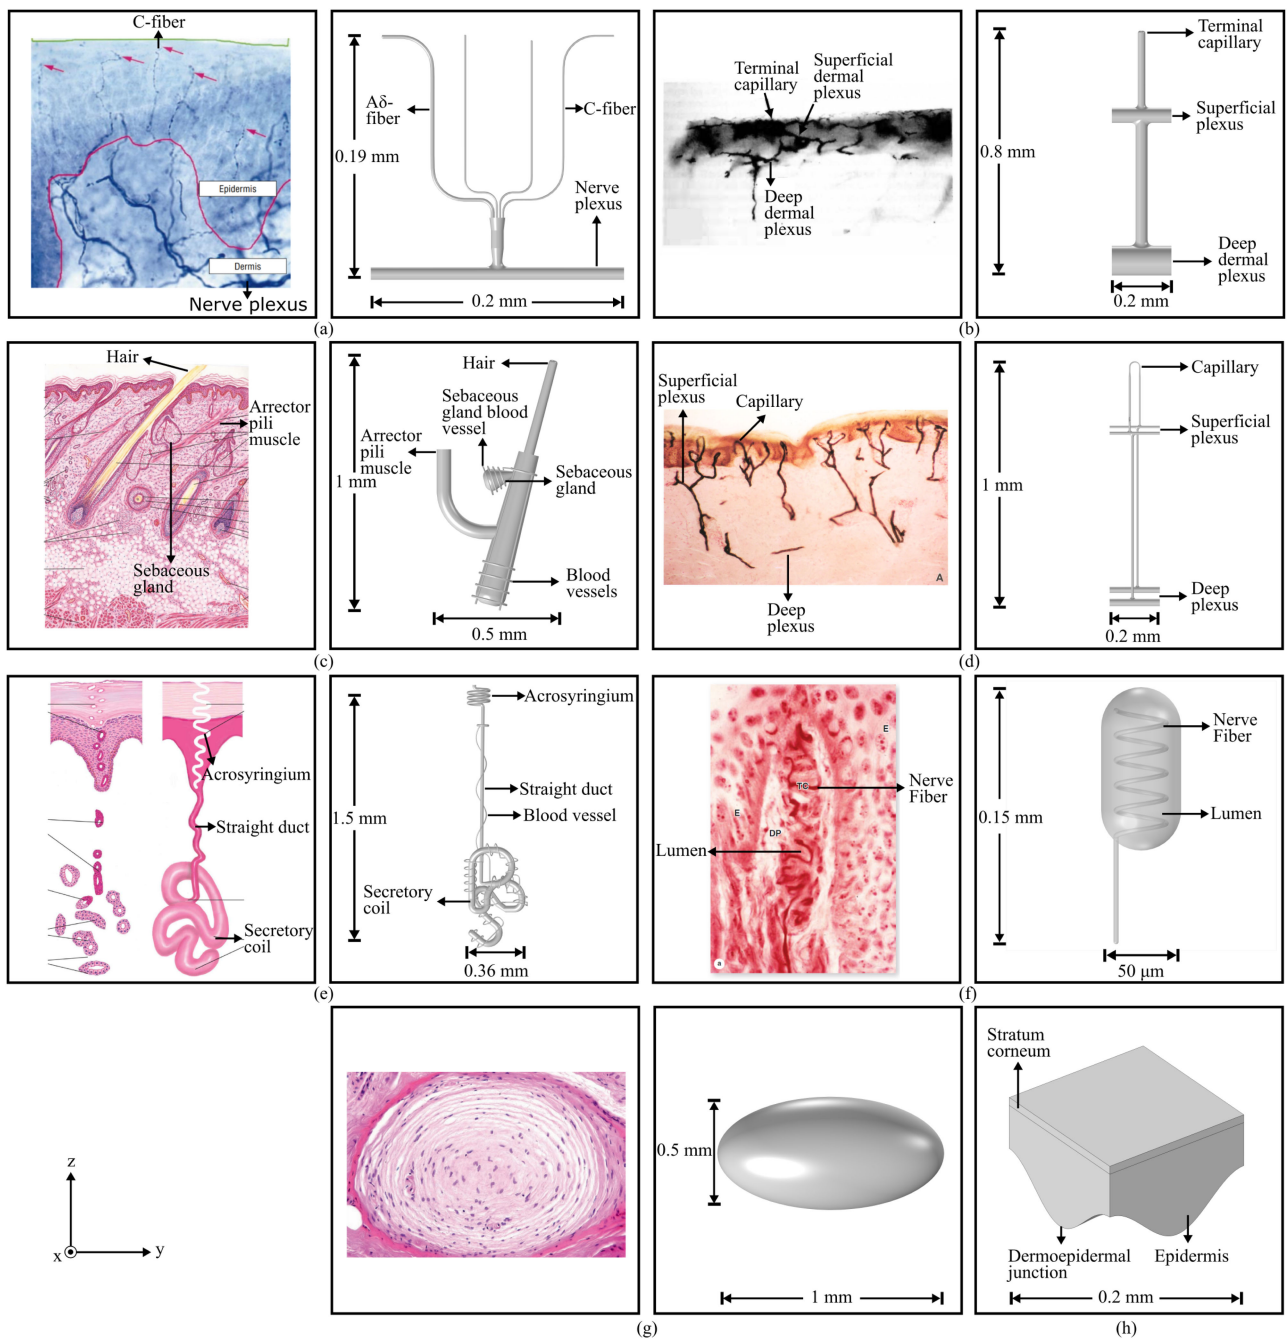 C-fiber
Epidermis
Dermis
Nerve plexus
0.19 mm
Aδ-
fiber
C-fiber
Nerve
plexus
0.2 mm
(a)
Terminal
capillary
Superficial
dermal
plexus
Deep
dermal
plexus
0.8 mm
Terminal
capillary
Superficial
plexus
Deep
dermal
plexus
0.2 mm
(b)
Hair
Arrector
pili
muscle
Sebaceous
gland
1 mm
Hair
Sebaceous
gland blood
vessel
Arrector
pili
muscle
Sebaceous
gland
Blood
vessels
0.5 mm
(c)
Superficial
plexus
Capillary
A
Deep
plexus
1 mm
Capillary
Superficial
plexus
Deep
plexus
0.2 mm
(d)
Acrosyringium
Straight duct
Secretory
coil
1.5 mm
Acrosyringium
Straight duct
Blood vessel
Secretory
coil
0.36 mm
(e)
E
TC
Nerve
Fiber
E
DP
Lumen
a
0.15 mm
Nerve
Fiber
Lumen
50 μm
(f)
z
x
y
0.5 mm
1 mm
(g)
Stratum
corneum
Dermoepidermal
junction
Epidermis
0.2 mm
(h)